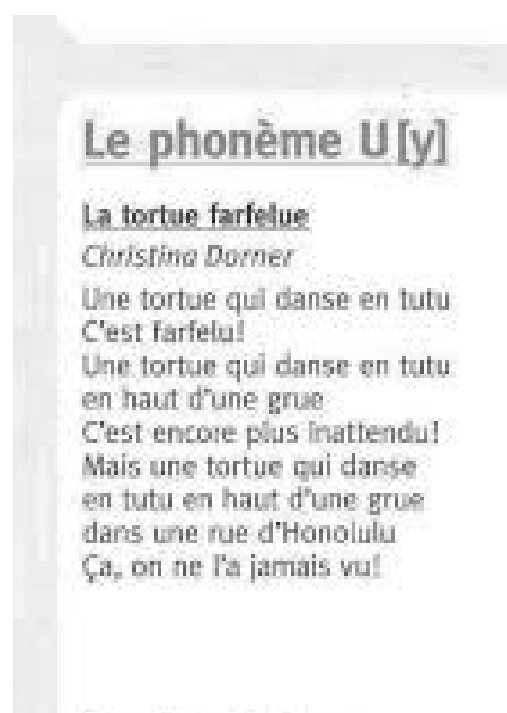 Le phonème U [y]
La tortue farfelue
Christina Dorner
Une tortue qui danse en tutu
C'est farfelu!
Une tortue qui danse en tutu
en haut d'une grue
C'est encore plus inattendu!
Mais une tortue qui danse
en tutu en haut d'une grue
dans une rue d'Honolulu
Ça, on ne l'a jamais vu!